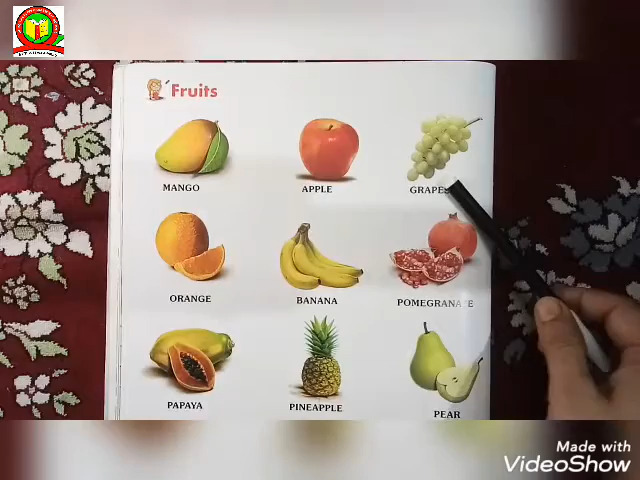 Fruits
MANGO
APPLE
GRAPES
ORANGE
BANANA
POMEGRANATE
PAPAYA
PINEAPPLE
PEAR
Made with
VideoShow